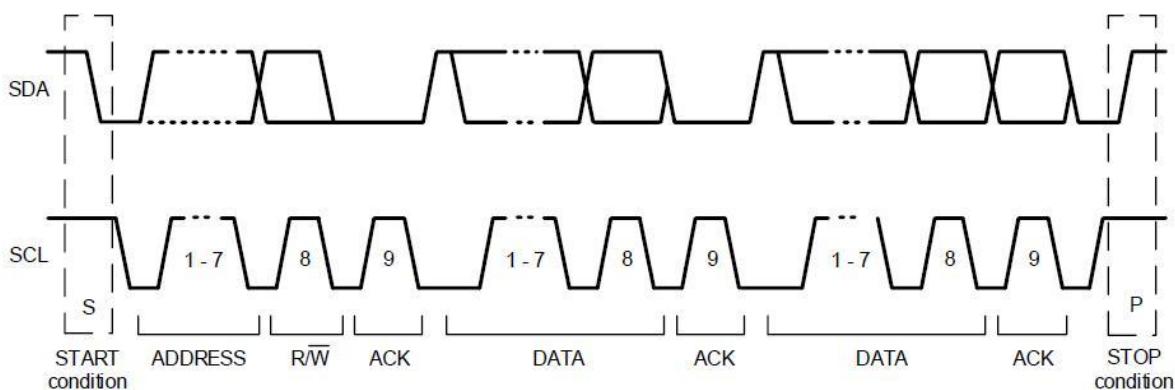 SDA
SCL
1 - 7 8 9 1 - 7 8 9 1 - 7 8 9
S P
START condition ADDRESS R/W̅ ACK DATA ACK DATA ACK STOP condition